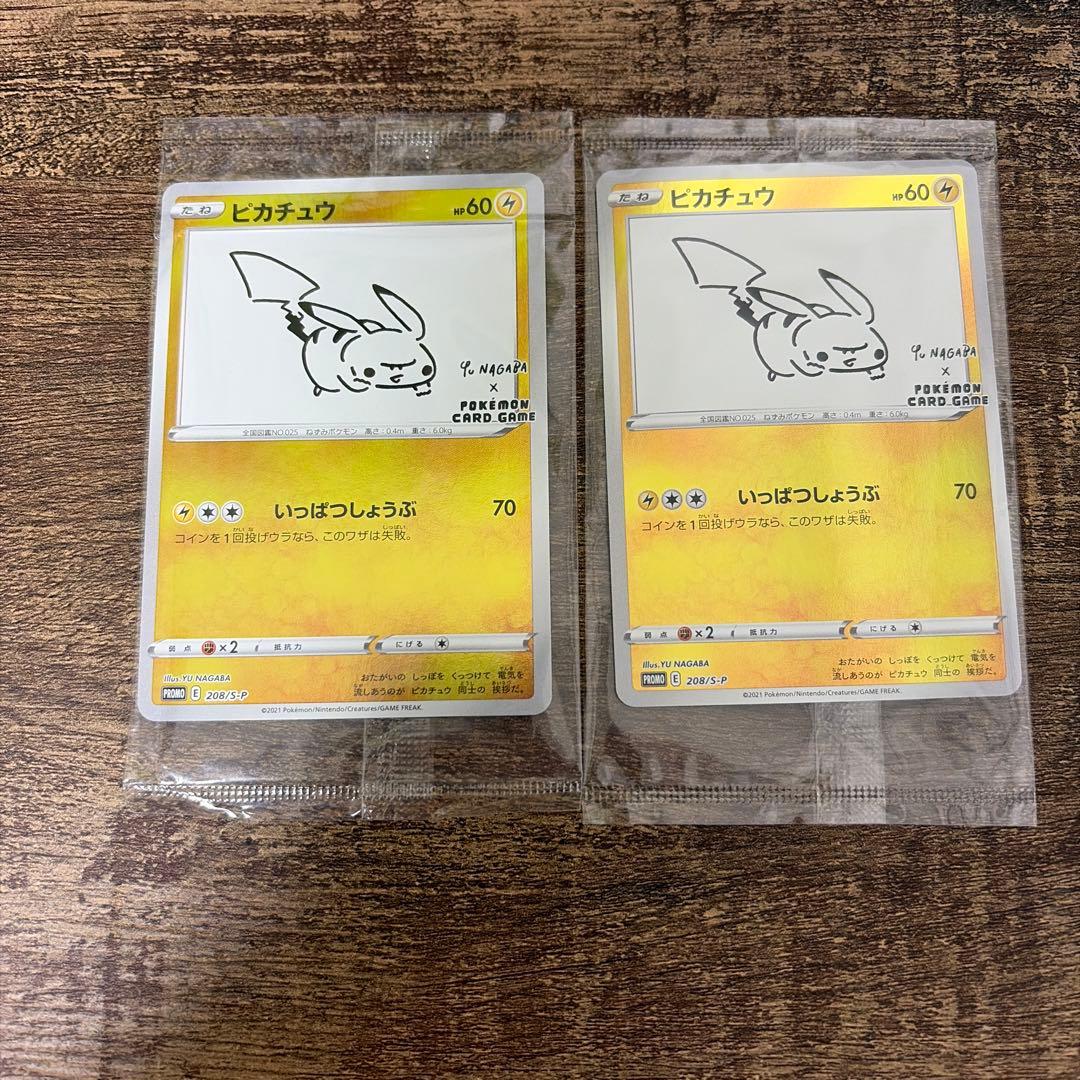 たね ピカチュウ HP60
Yu NAGABA
×
POKÉMON
CARD GAME
全国図鑑NO.025 ねずみポケモン 高さ:0.4m 重さ:6.0kg
いっぱつしょうぶ 70
コインを1回投げウラなら、このワザは失敗。
弱点 ×2 抵抗力 にげる
Illus.YU NAGABA
おたがいの しっぽを くっつけて 電気を
流しあうのが ピカチュウ 同士の 挨拶だ。
PROMO E 208/S-P
©2021 Pokémon/Nintendo/Creatures/GAME FREAK.
たね ピカチュウ HP60
Yu NAGABA
×
POKÉMON
CARD GAME
全国図鑑NO.025 ねずみポケモン 高さ:0.4m 重さ:6.0kg
いっぱつしょうぶ 70
コインを1回投げウラなら、このワザは失敗。
弱点 ×2 抵抗力 にげる
Illus.YU NAGABA
おたがいの しっぽを くっつけて 電気を
流しあうのが ピカチュウ 同士の 挨拶だ。
PROMO E 208/S-P
©2021 Pokémon/Nintendo/Creatures/GAME FREAK.